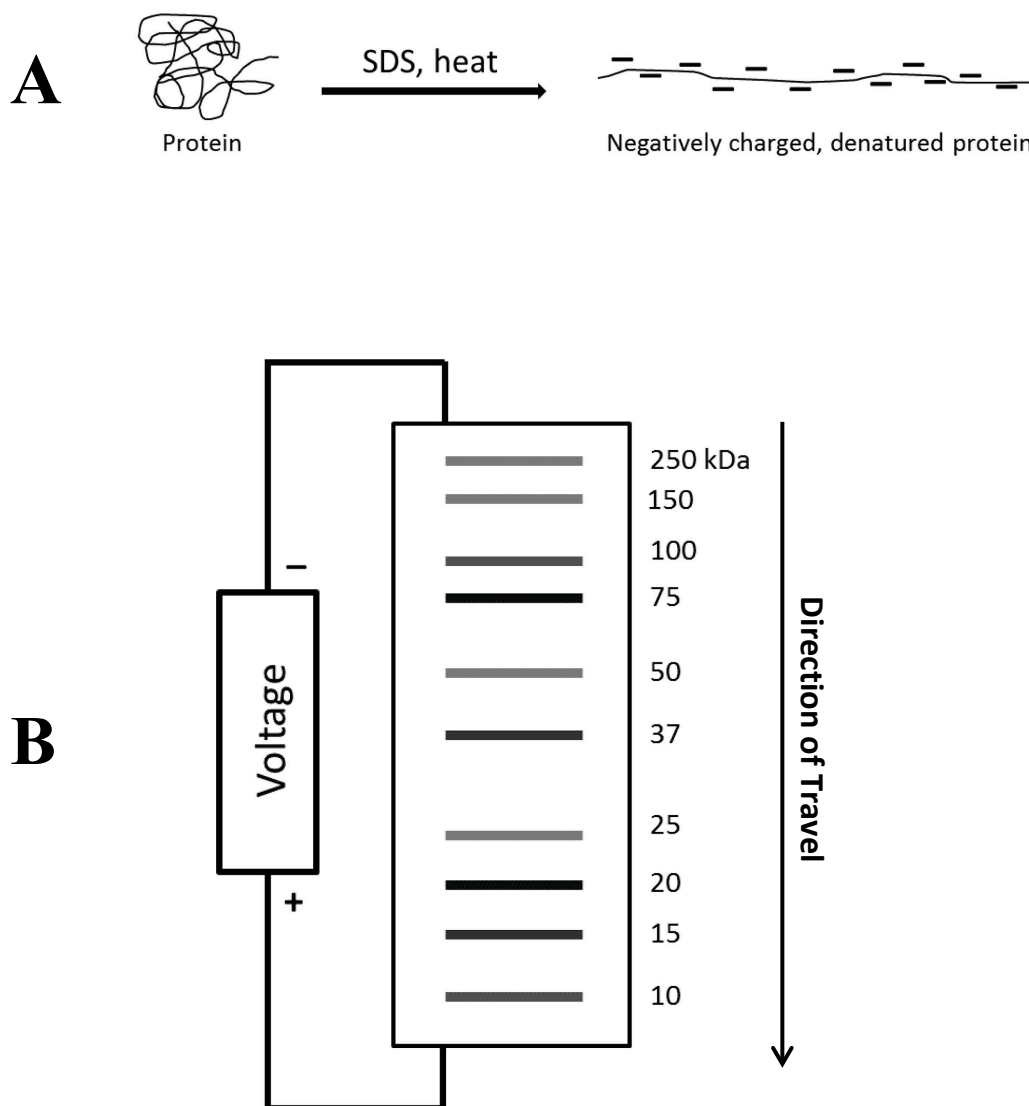 A
SDS, heat
Protein
Negatively charged, denatured protein
B
–
Voltage
+
250 kDa
150
100
75
50
37
25
20
15
10
Direction of Travel